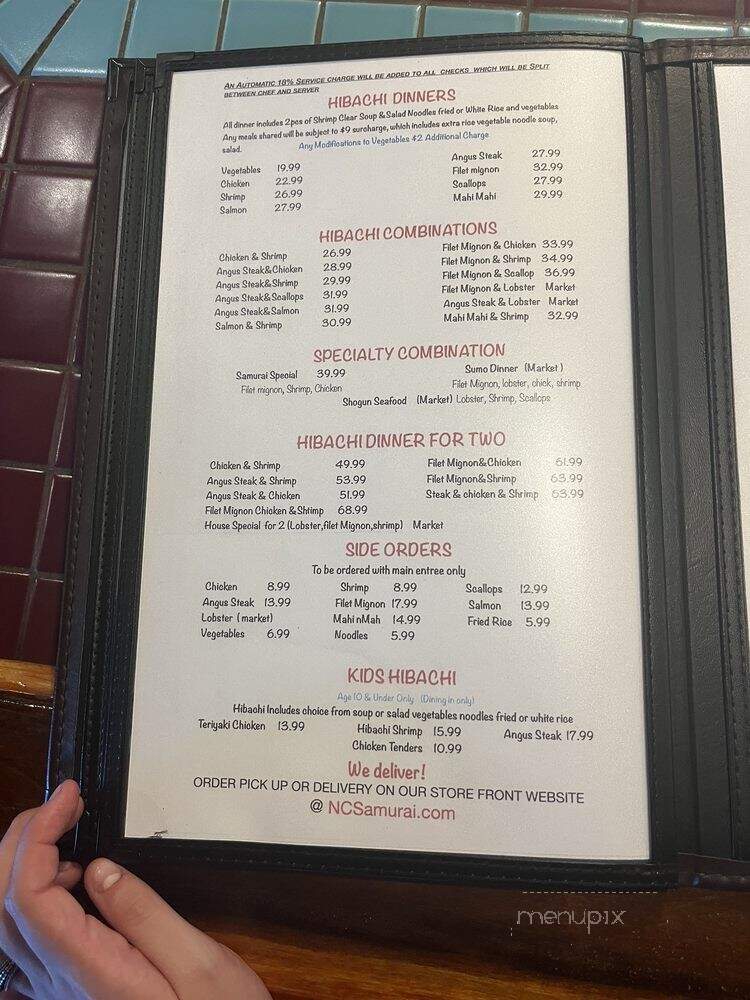 AN AUTOMATIC 18% SERVICE CHARGE WILL BE ADDED TO ALL CHECKS WHICH WILL BE SPLIT
BETWEEN CHEF AND SERVER
HIBACHI DINNERS
All dinner includes 2pcs of Shrimp Clear Soup & Salad Noodles fried or White Rice and vegetables
Any meals shared will be subject to $9 surcharge, which includes extra rice vegetable noodle soup,
salad. Any Modifications to Vegetables $2 Additional Charge
Vegetables 19.99
Chicken 22.99
Shrimp 26.99
Salmon 27.99
Angus Steak 27.99
Filet mignon 32.99
Scallops 27.99
Mahi Mahi 29.99
HIBACHI COMBINATIONS
Chicken & Shrimp 26.99
Angus Steak&Chicken 28.99
Angus Steak&Shrimp 29.99
Angus Steak&Scallops 31.99
Angus Steak&Salmon 31.99
Salmon & Shrimp 30.99
Filet Mignon & Chicken 33.99
Filet Mignon & Shrimp 34.99
Filet Mignon & Scallop 36.99
Filet Mignon & Lobster Market
Angus Steak & Lobster Market
Mahi Mahi & Shrimp 32.99
SPECIALTY COMBINATION
Samurai Special 39.99
Filet mignon, Shrimp, Chicken
Sumo Dinner (Market )
Filet Mignon, lobster, chick, shrimp
Shogun Seafood (Market) Lobster, Shrimp, Scallops
HIBACHI DINNER FOR TWO
Chicken & Shrimp 49.99
Angus Steak & Shrimp 53.99
Angus Steak & Chicken 51.99
Filet Mignon Chicken &Shtimp 68.99
Filet Mignon&Chicken 61.99
Filet Mignon&Shrimp 63.99
Steak & chicken & Shrimp 63.99
House Special for 2 (Lobster,filet Mignon,shrimp) Market
SIDE ORDERS
To be ordered with main entree only
Chicken 8.99
Angus Steak 13.99
Lobster ( market)
Vegetables 6.99
Shrimp 8.99
Filet Mignon 17.99
Mahi nMah 14.99
Noodles 5.99
Scallops 12.99
Salmon 13.99
Fried Rice 5.99
KIDS HIBACHI
Age 10 & Under Only (Dining in only)
Hibachi Includes choice from soup or salad vegetables noodles fried or white rice
Teriyaki Chicken 13.99
Hibachi Shrimp 15.99
Chicken Tenders 10.99
Angus Steak 17.99
We deliver!
ORDER PICK UP OR DELIVERY ON OUR STORE FRONT WEBSITE
@ NCSamurai.com
menupix